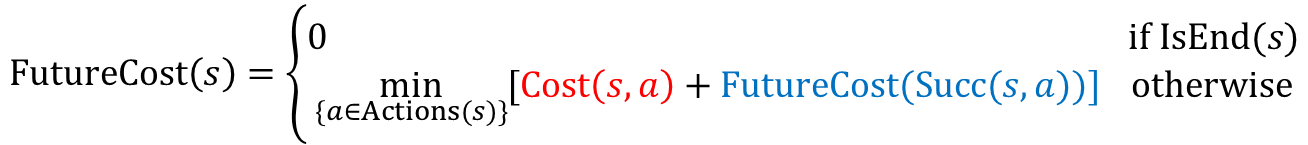 FutureCost(s) = { 0 if IsEnd(s)
min [Cost(s, a) + FutureCost(Succ(s, a))] otherwise
{a∈Actions(s)}